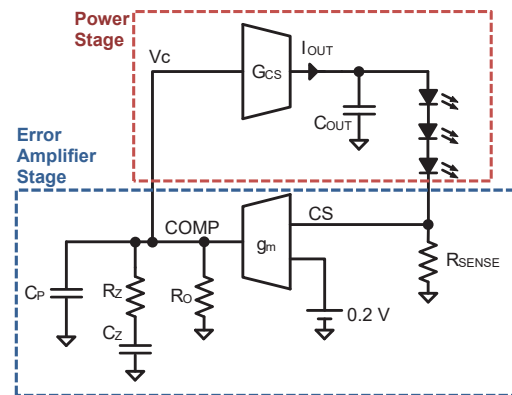 Power
Stage
Vc
GCS
IOUT
COUT
Error
Amplifier
Stage
COMP
gm
CS
RSENSE
CP
RZ
RO
CZ
0.2 V